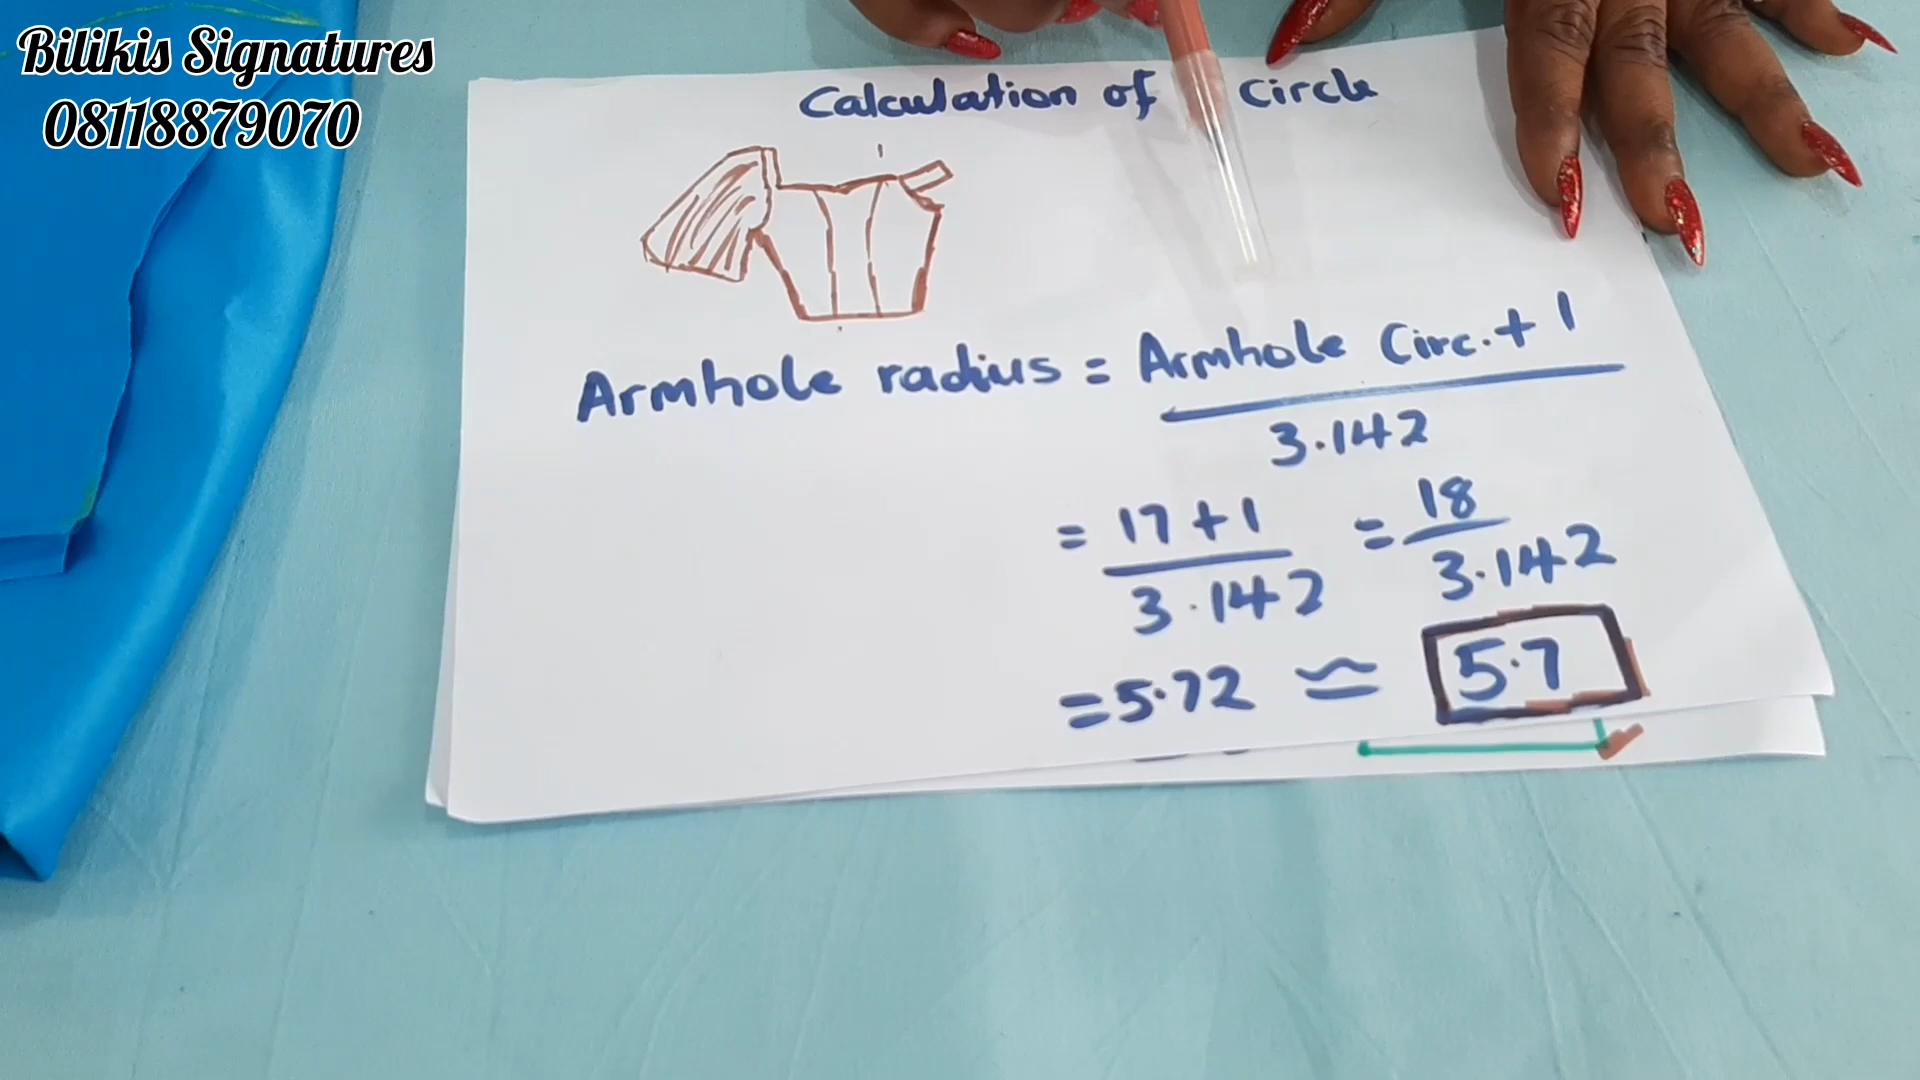 Bilikis Signatures
08118879070
Calculation of circle
Armhole radius = Armhole Circ. + 1
3.142
= 17 + 1 = 18
3.142 3.142
= 5.72 ≃ 5.7